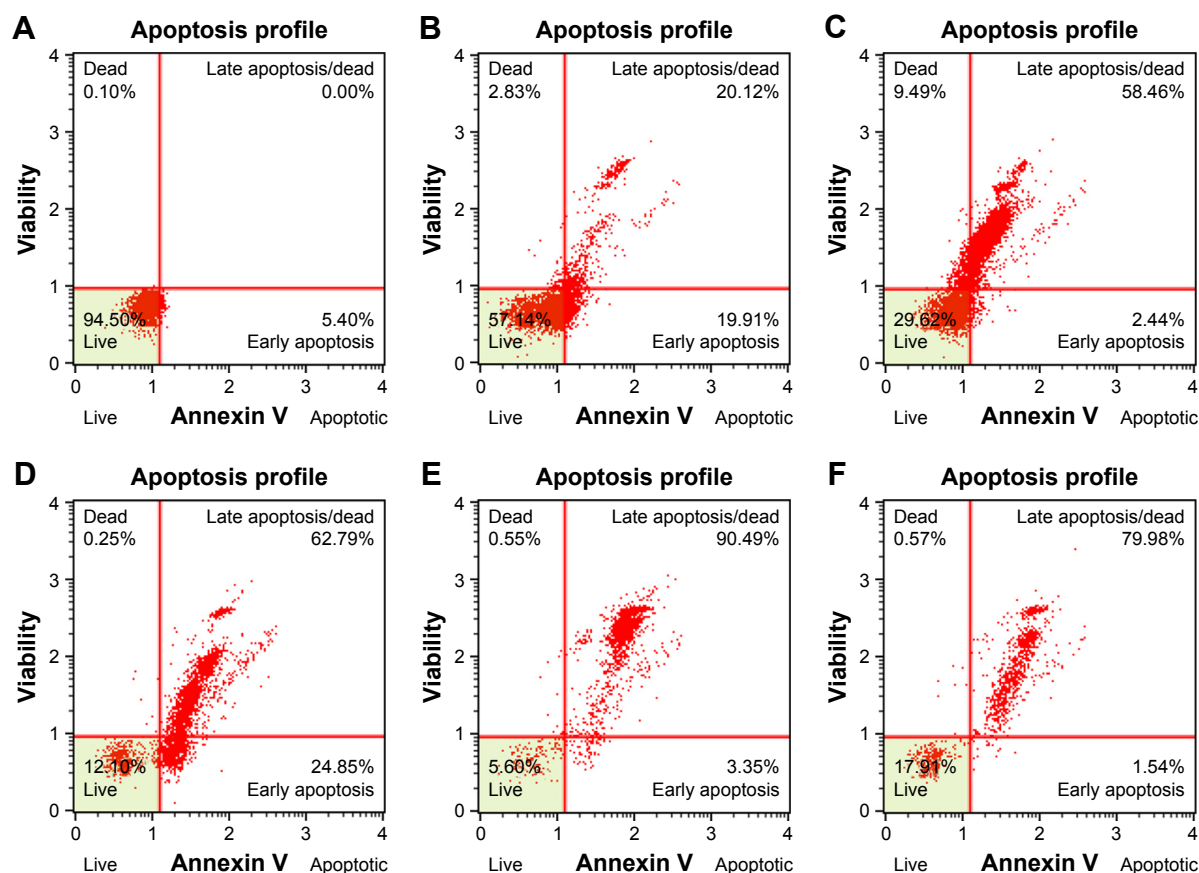 A
Apoptosis profile
4
3
2
1
0
Viability
Dead
0.10%
Late apoptosis/dead
0.00%
94.50%
Live
5.40%
Early apoptosis
0 1 2 3 4
Live Annexin V Apoptotic
B
Apoptosis profile
4
3
2
1
0
Viability
Dead
2.83%
Late apoptosis/dead
20.12%
57.14%
Live
19.91%
Early apoptosis
0 1 2 3 4
Live Annexin V Apoptotic
C
Apoptosis profile
4
3
2
1
0
Viability
Dead
9.49%
Late apoptosis/dead
58.46%
29.62%
Live
2.44%
Early apoptosis
0 1 2 3 4
Live Annexin V Apoptotic
D
Apoptosis profile
4
3
2
1
0
Viability
Dead
0.25%
Late apoptosis/dead
62.79%
12.10%
Live
24.85%
Early apoptosis
0 1 2 3 4
Live Annexin V Apoptotic
E
Apoptosis profile
4
3
2
1
0
Viability
Dead
0.55%
Late apoptosis/dead
90.49%
5.60%
Live
3.35%
Early apoptosis
0 1 2 3 4
Live Annexin V Apoptotic
F
Apoptosis profile
4
3
2
1
0
Viability
Dead
0.57%
Late apoptosis/dead
79.98%
17.91%
Live
1.54%
Early apoptosis
0 1 2 3 4
Live Annexin V Apoptotic